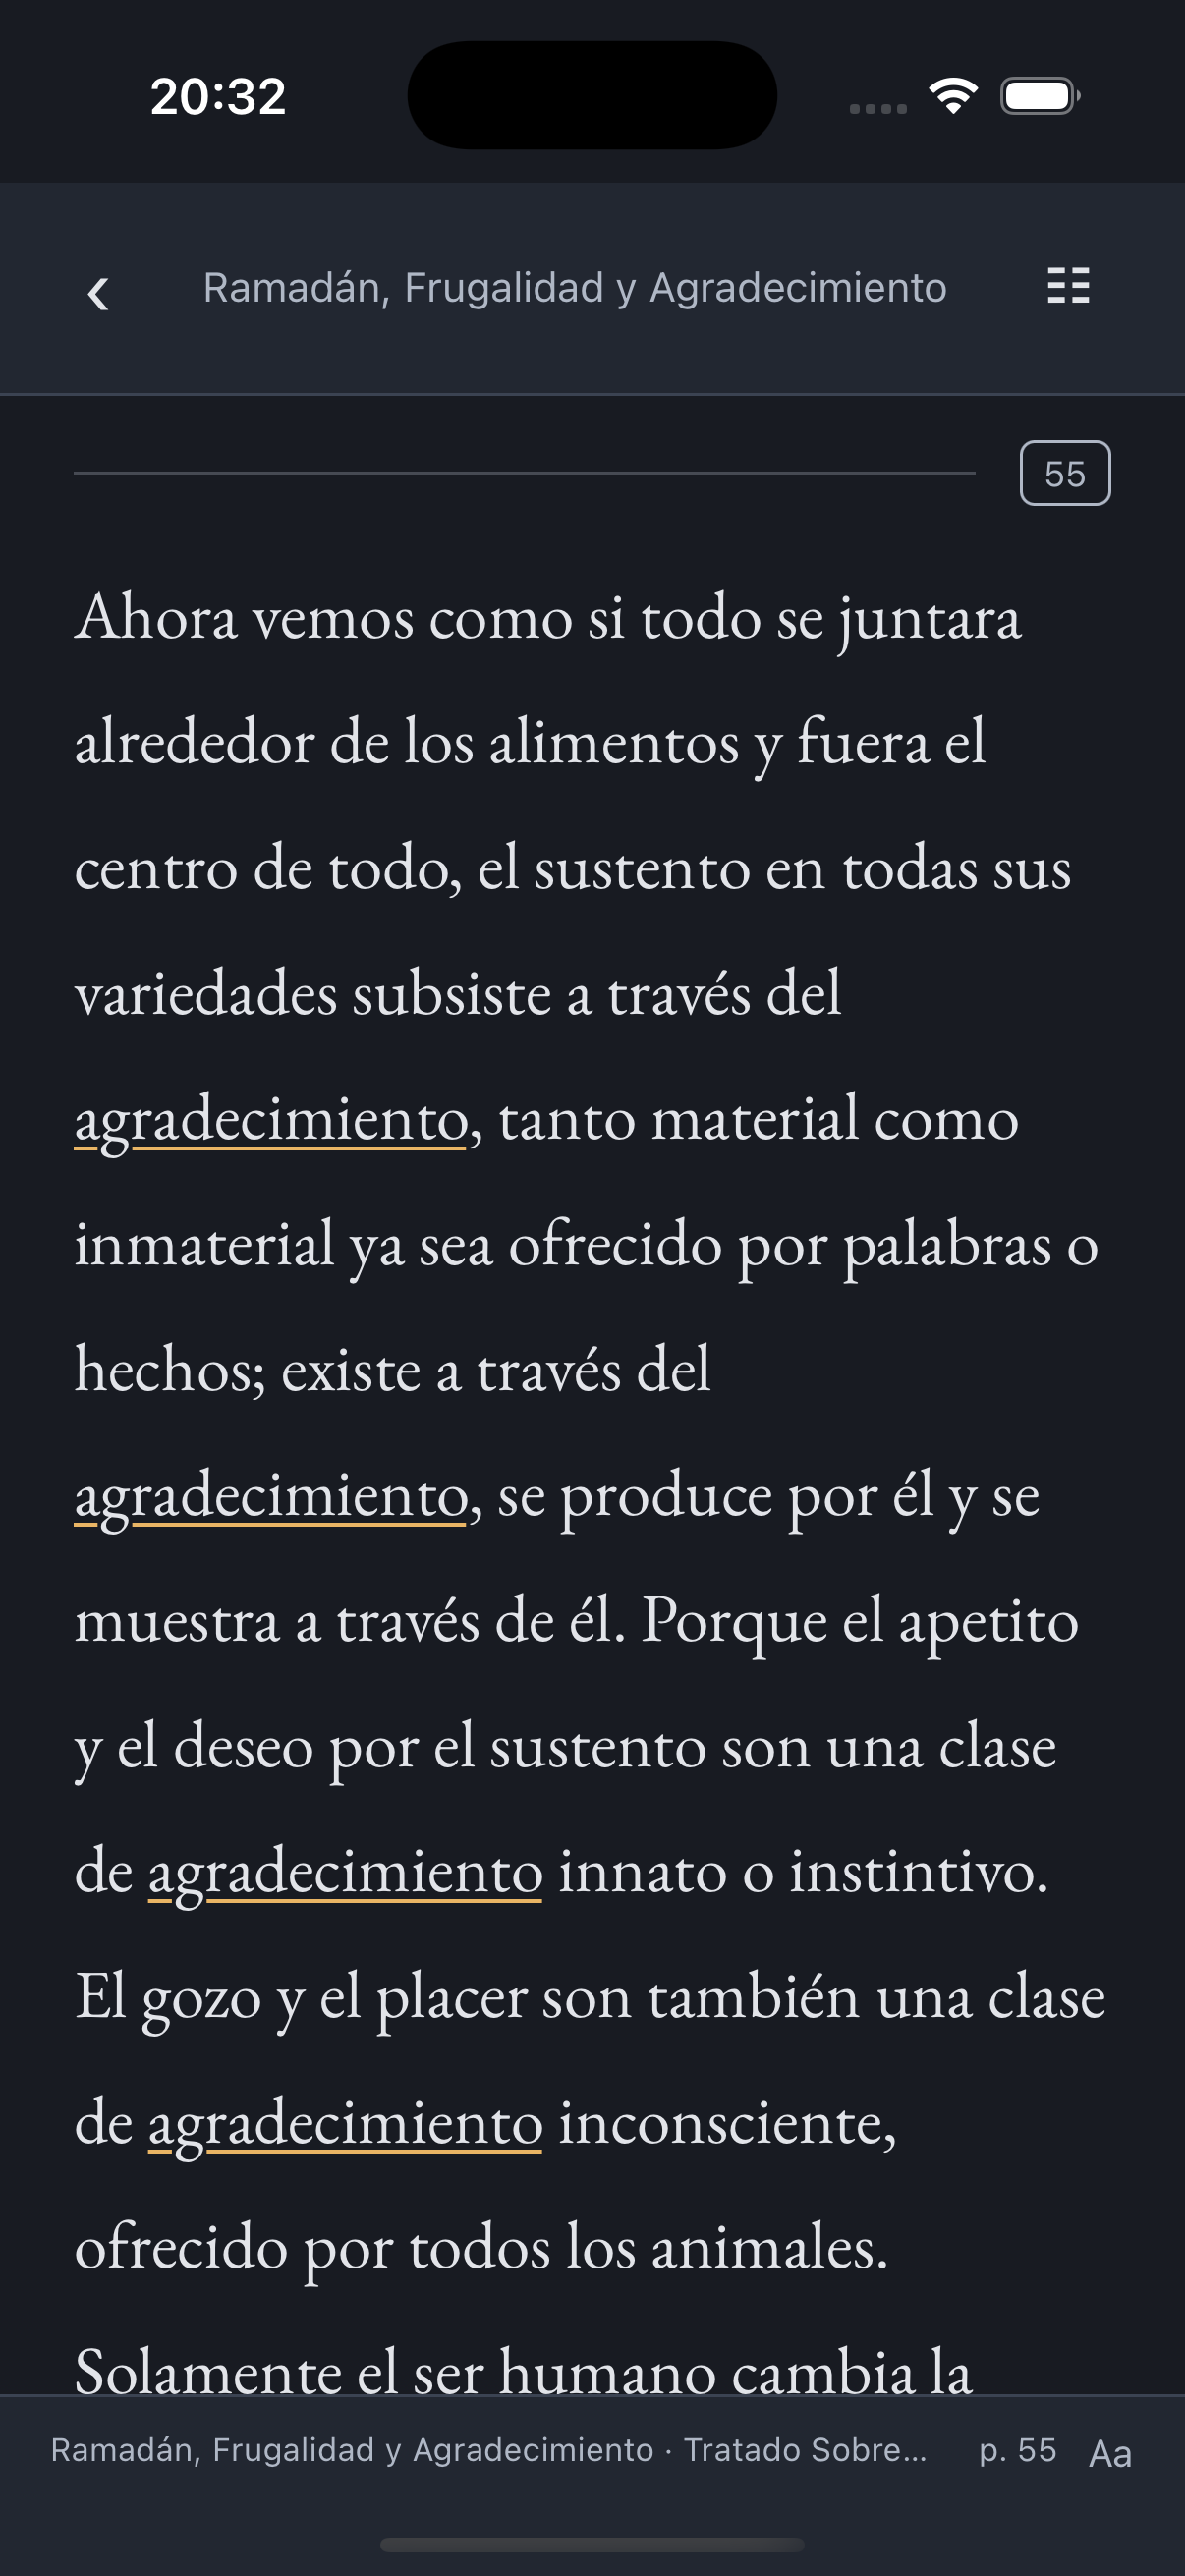 20:32
Ramadán, Frugalidad y Agradecimiento
55
Ahora vemos como si todo se juntara
alrededor de los alimentos y fuera el
centro de todo, el sustento en todas sus
variedades subsiste a través del
agradecimiento, tanto material como
inmaterial ya sea ofrecido por palabras o
hechos; existe a través del
agradecimiento, se produce por él y se
muestra a través de él. Porque el apetito
y el deseo por el sustento son una clase
de agradecimiento innato o instintivo.
El gozo y el placer son también una clase
de agradecimiento inconsciente,
ofrecido por todos los animales.
Solamente el ser humano cambia la
Ramadán, Frugalidad y Agradecimiento · Tratado Sobre... p. 55 Aa